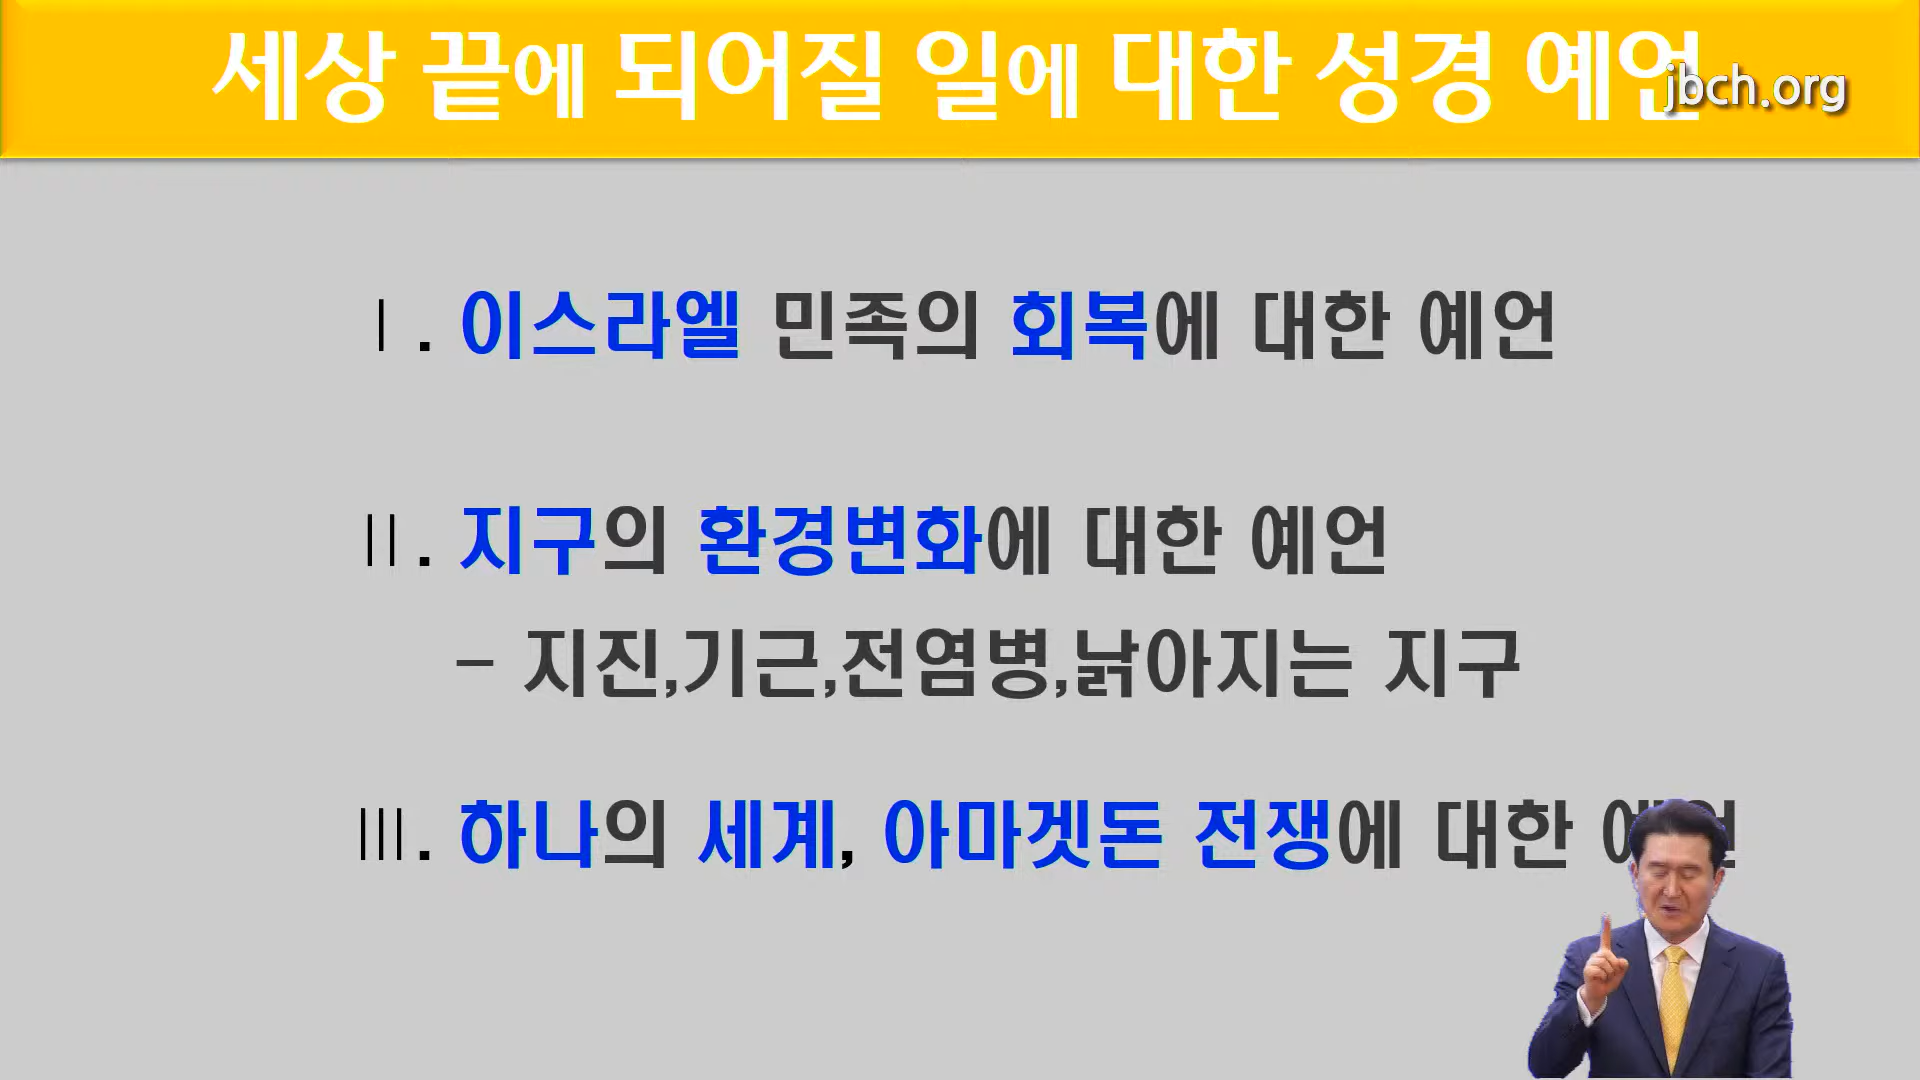 세상 끝에 되어질 일에 대한 성경 예언
jbch.org
Ⅰ. 이스라엘 민족의 회복에 대한 예언
Ⅱ. 지구의 환경변화에 대한 예언
- 지진,기근,전염병,낡아지는 지구
Ⅲ. 하나의 세계, 아마겟돈 전쟁에 대한 예언